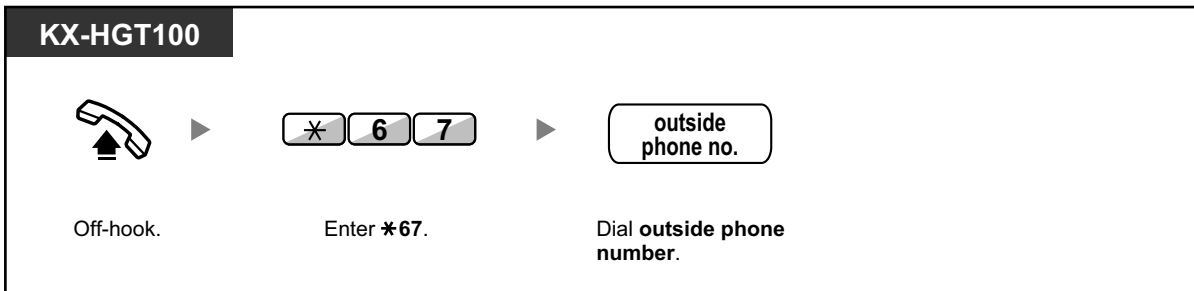 KX-HGT100
* 6 7
outside
phone no.
Off-hook.
Enter *67.
Dial outside phone
number.